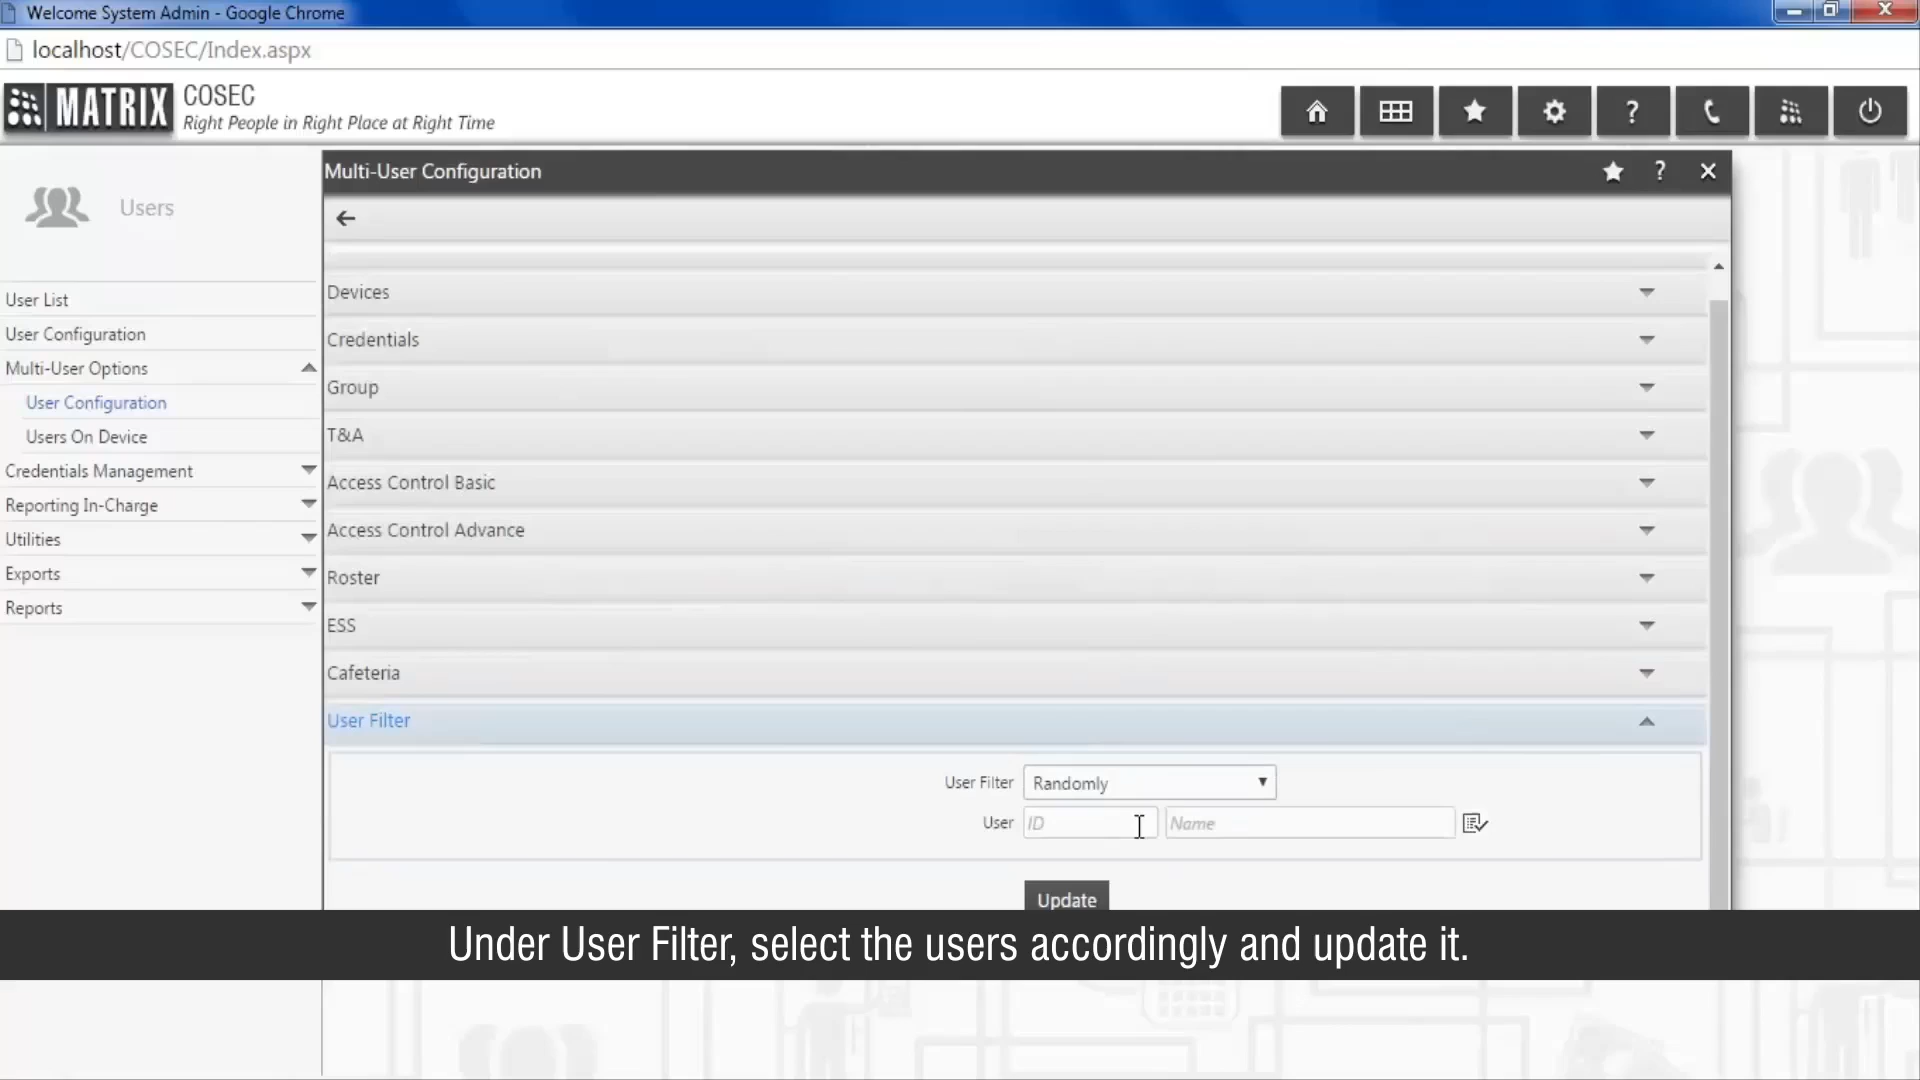 Welcome System Admin - Google Chrome
localhost/COSEC/Index.aspx
MATRIX
COSEC
Right People in Right Place at Right Time
?
Multi-User Configuration
?
Users
User List
User Configuration
Multi-User Options
User Configuration
Users On Device
Credentials Management
Reporting In-Charge
Utilities
Exports
Reports
Devices
Credentials
Group
T&A
Access Control Basic
Access Control Advance
Roster
ESS
Cafeteria
User Filter
User Filter Randomly
User ID Name
Update
Under User Filter, select the users accordingly and update it.